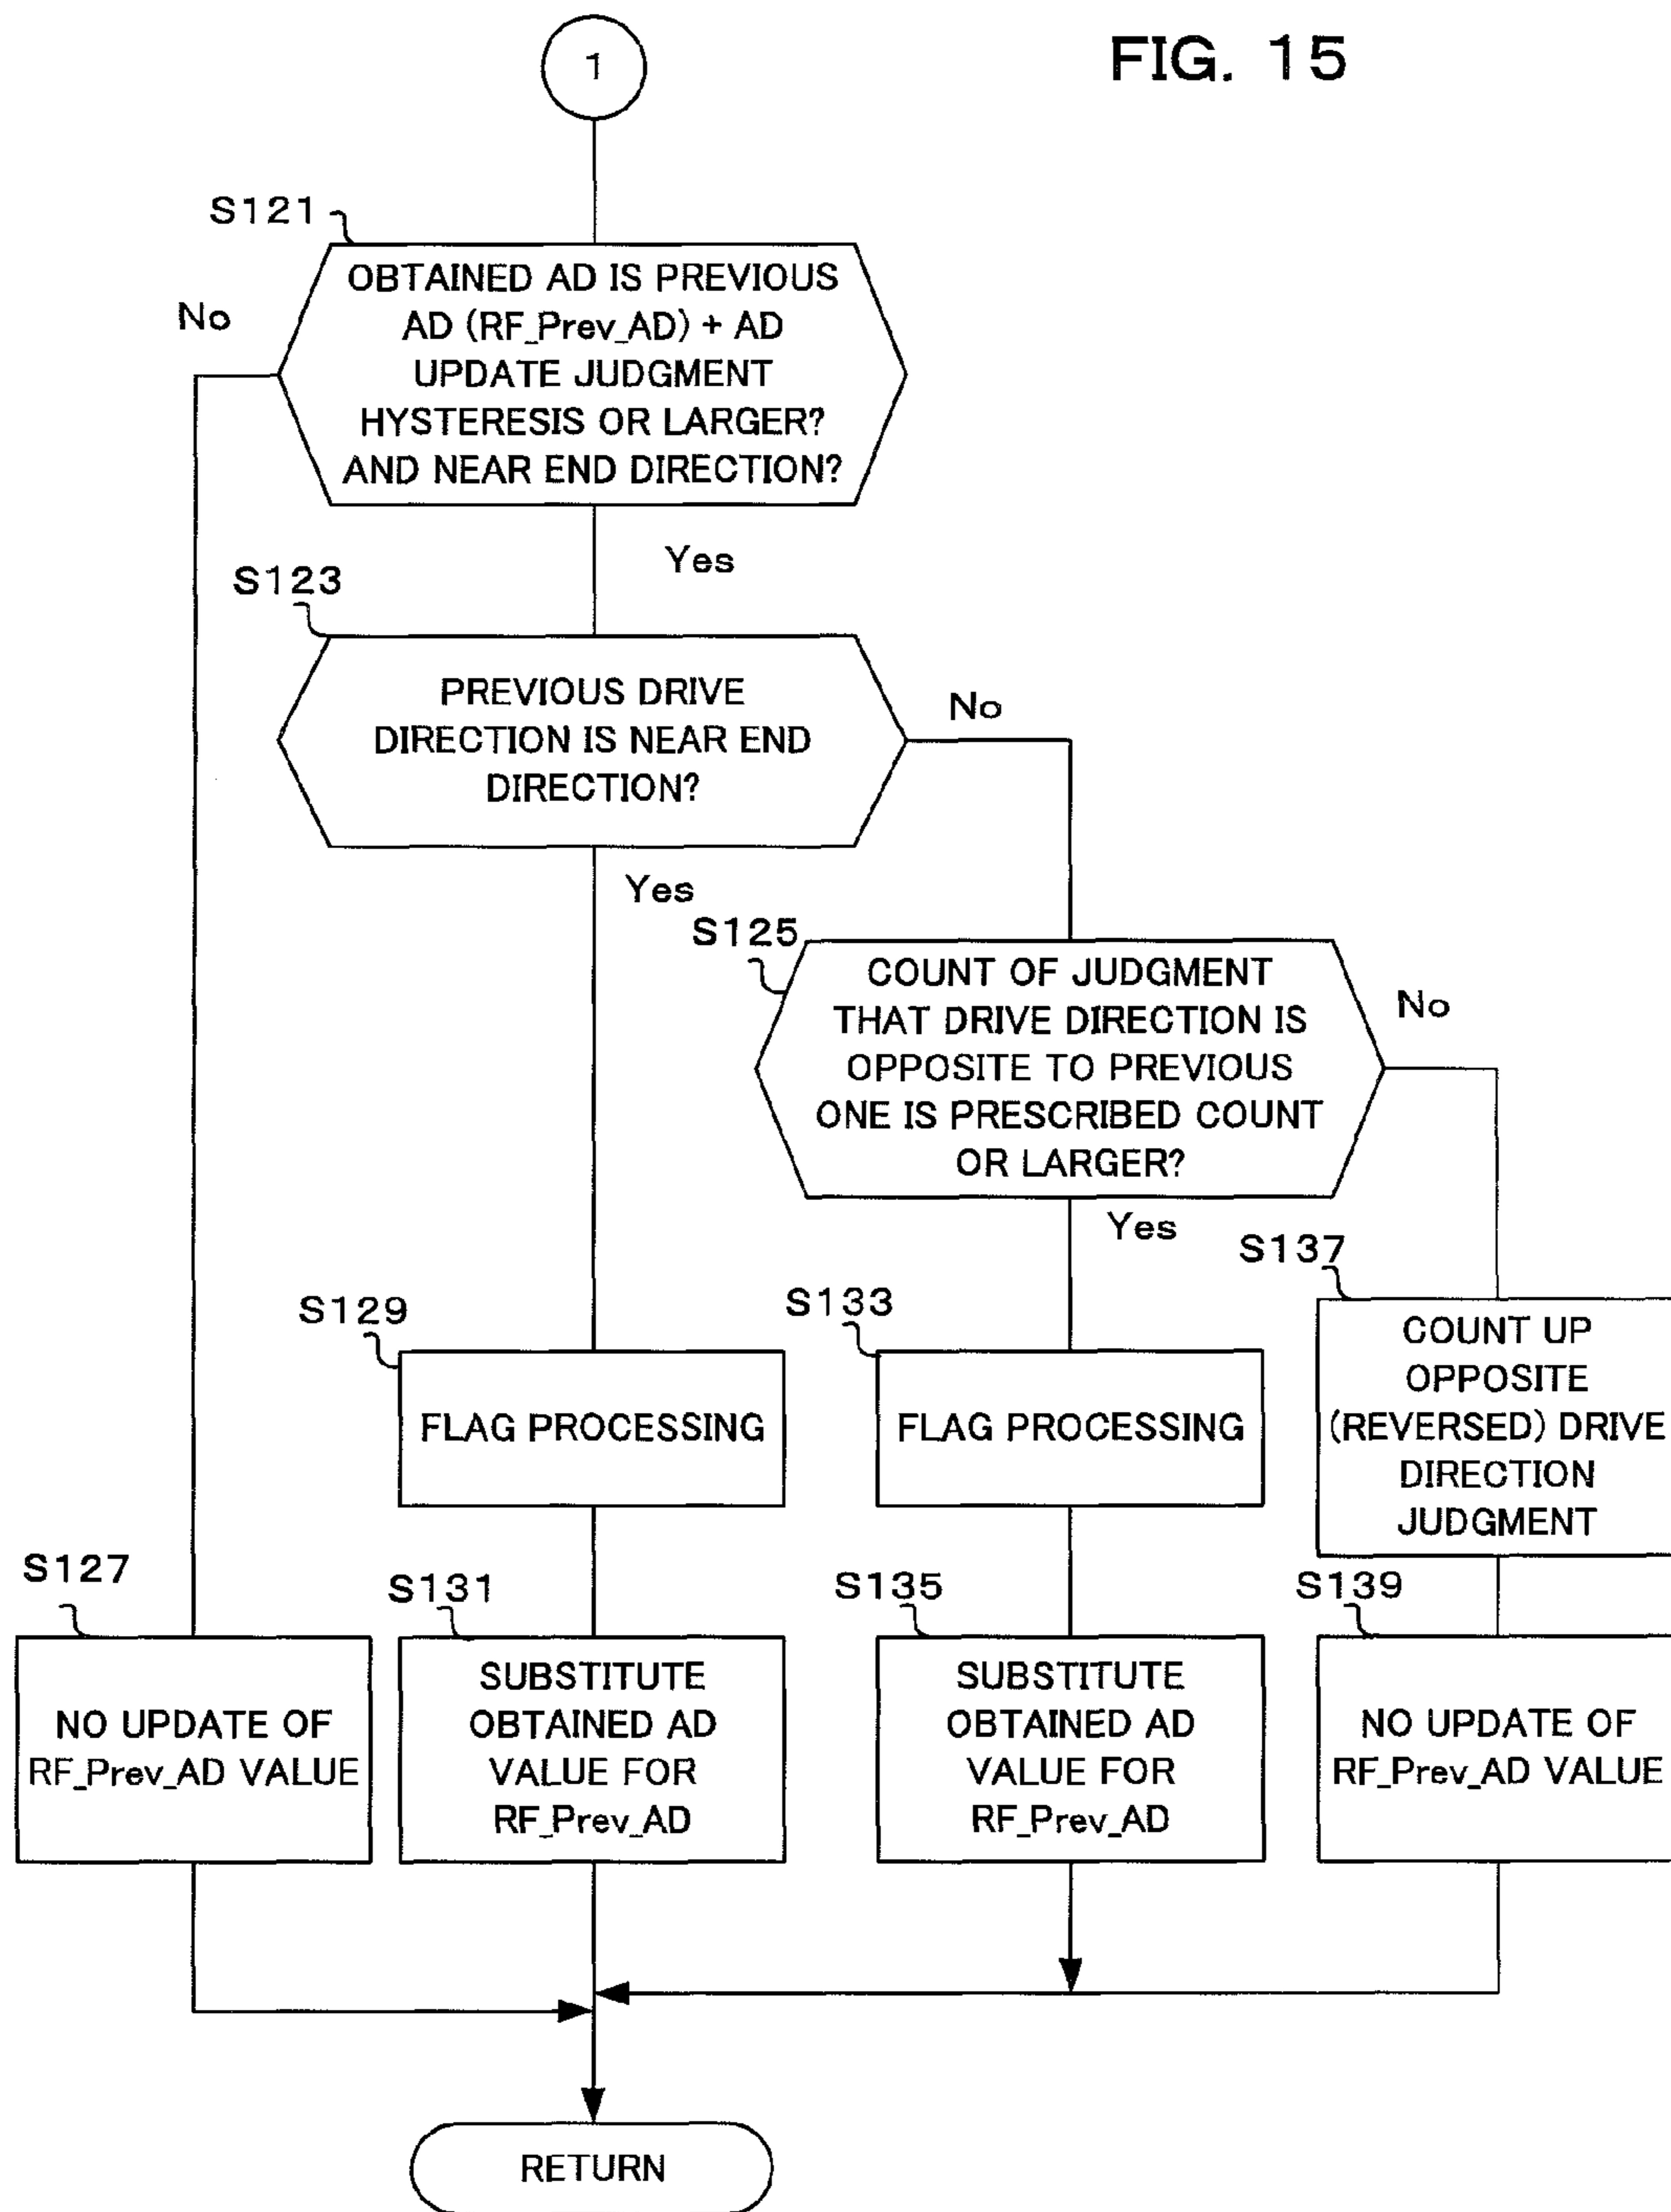 FIG. 15
1
S121
OBTAINED AD IS PREVIOUS
AD (RF_Prev_AD) + AD
UPDATE JUDGMENT
HYSTERESIS OR LARGER?
AND NEAR END DIRECTION?
No
Yes
S123
PREVIOUS DRIVE
DIRECTION IS NEAR END
DIRECTION?
No
Yes
S125
COUNT OF JUDGMENT
THAT DRIVE DIRECTION IS
OPPOSITE TO PREVIOUS
ONE IS PRESCRIBED COUNT
OR LARGER?
No
Yes
S129
FLAG PROCESSING
S133
FLAG PROCESSING
S137
COUNT UP
OPPOSITE
(REVERSED) DRIVE
DIRECTION
JUDGMENT
S127
NO UPDATE OF
RF_Prev_AD VALUE
S131
SUBSTITUTE
OBTAINED AD
VALUE FOR
RF_Prev_AD
S135
SUBSTITUTE
OBTAINED AD
VALUE FOR
RF_Prev_AD
S139
NO UPDATE OF
RF_Prev_AD VALUE
RETURN